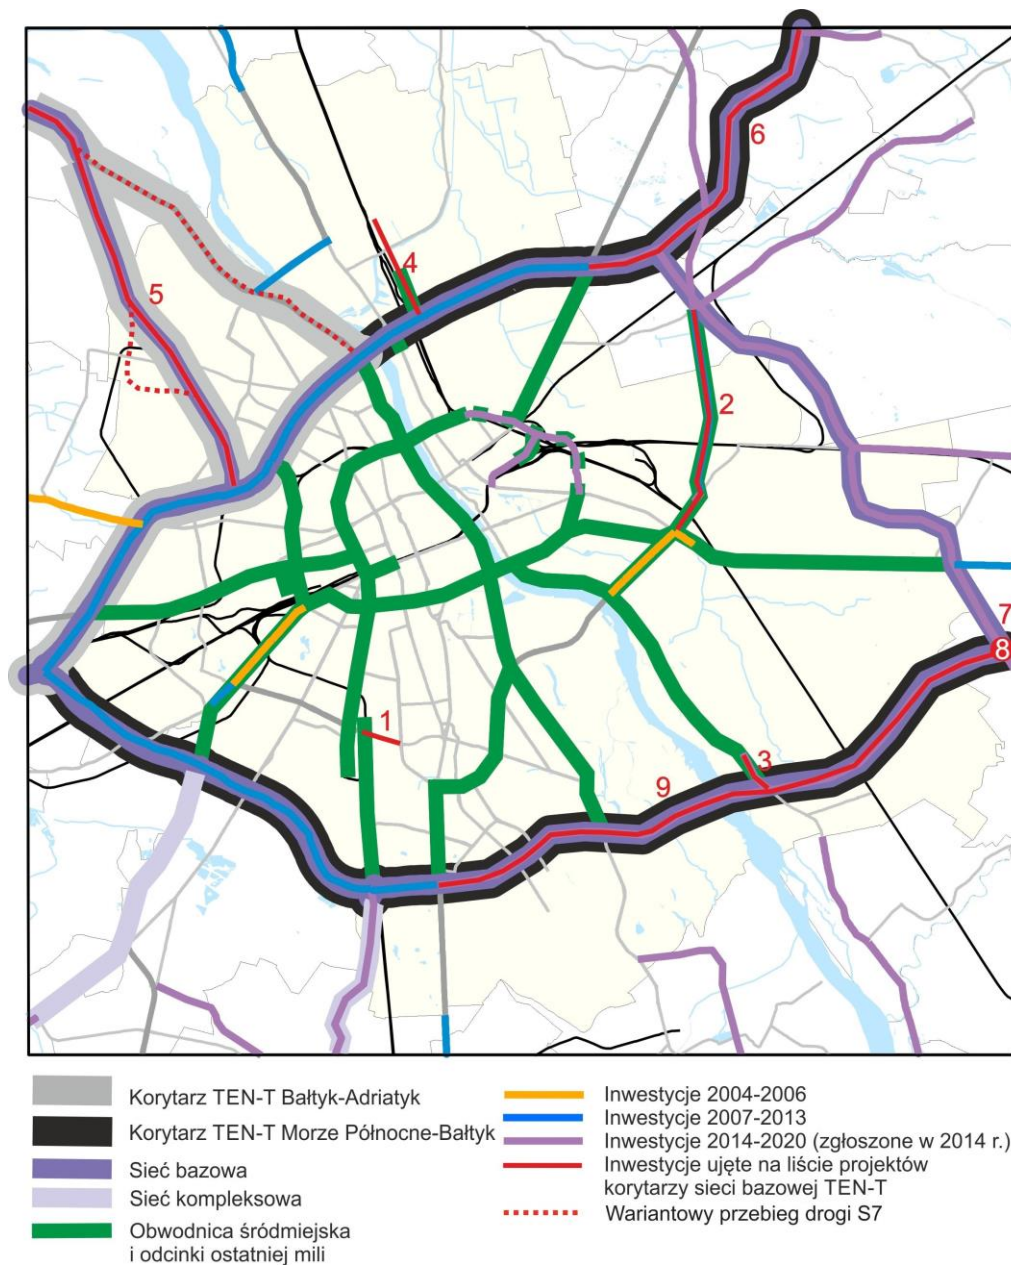 6
4
5
2
7
8
1
3
9
Korytarz TEN-T Bałtyk-Adriatyk
Korytarz TEN-T Morze Północne-Bałtyk
Sieć bazowa
Sieć kompleksowa
Obwodnica śródmiejska
i odcinki ostatniej mili
Inwestycje 2004-2006
Inwestycje 2007-2013
Inwestycje 2014-2020 (zgłoszone w 2014 r.)
Inwestycje ujęte na liście projektów
korytarzy sieci bazowej TEN-T
Wariantowy przebieg drogi S7